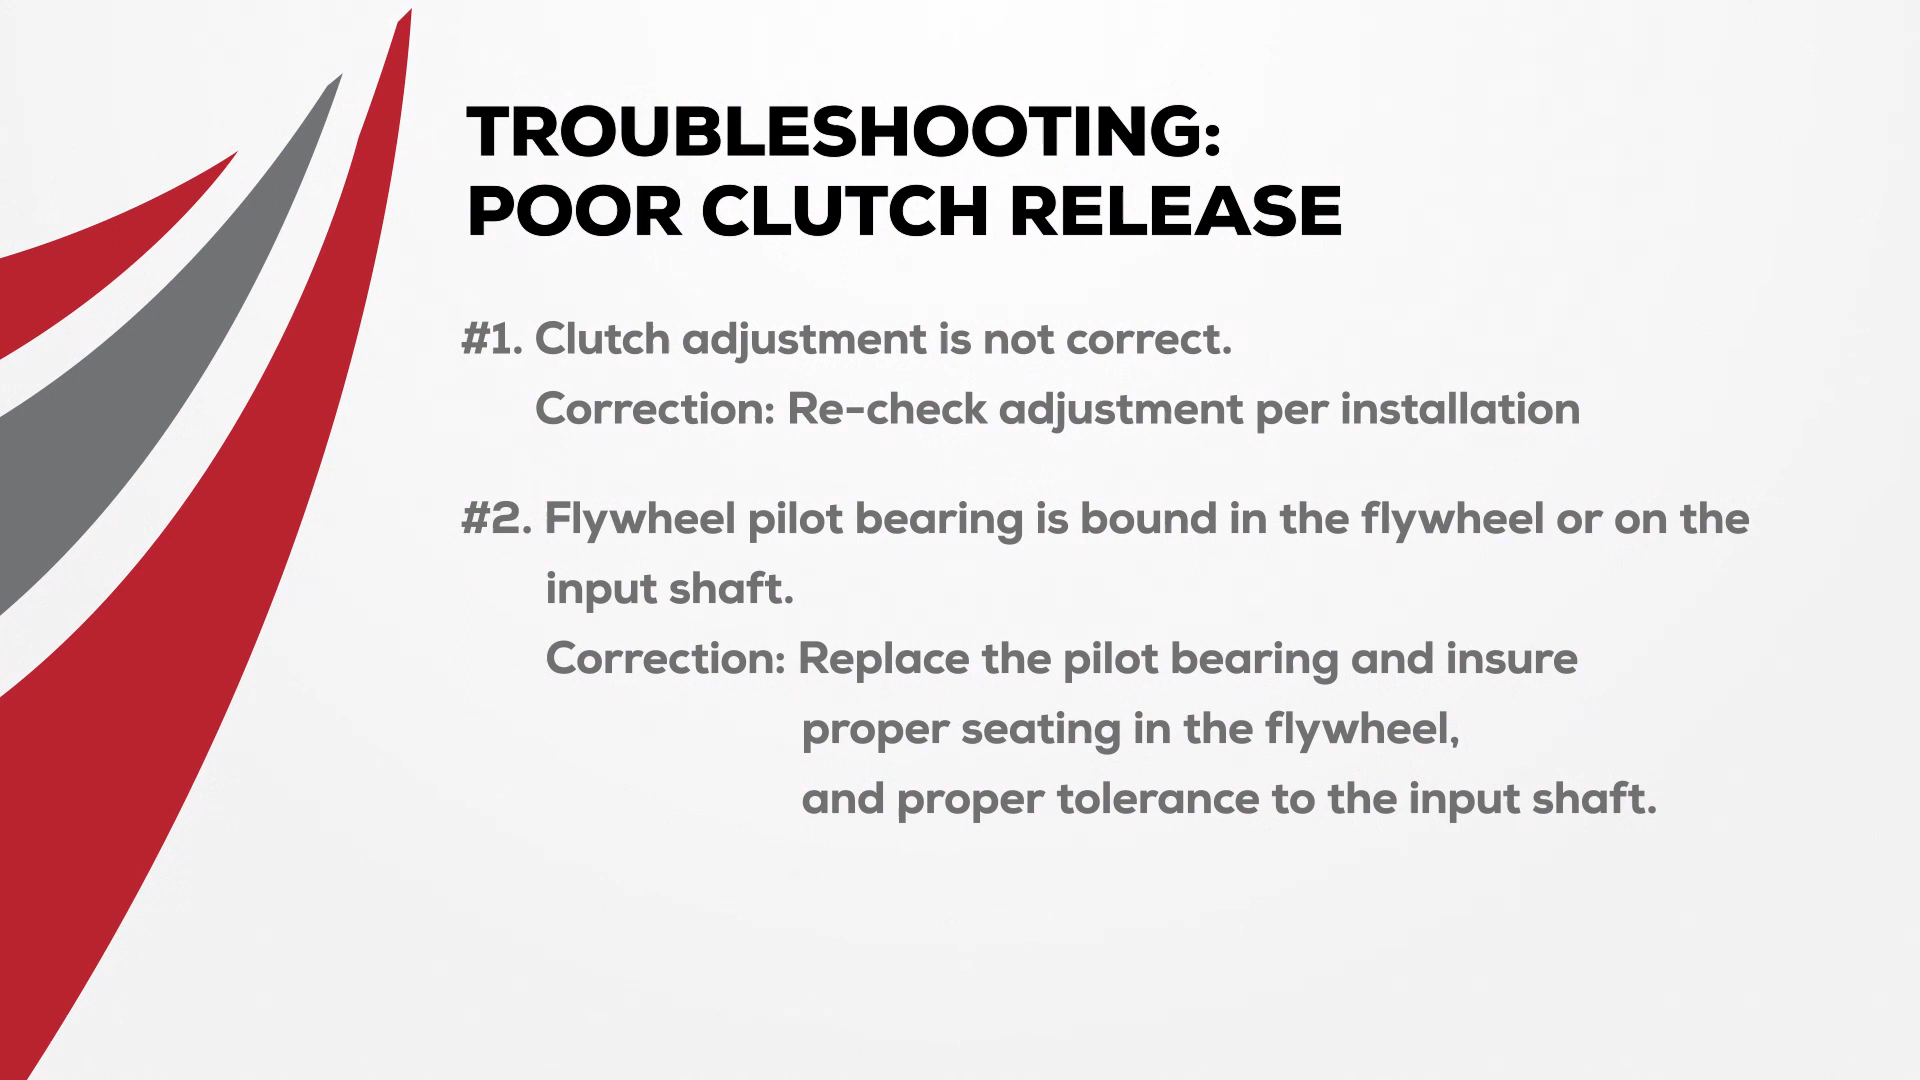 TROUBLESHOOTING:
POOR CLUTCH RELEASE
#1. Clutch adjustment is not correct.
Correction: Re-check adjustment per installation
#2. Flywheel pilot bearing is bound in the flywheel or on the
input shaft.
Correction: Replace the pilot bearing and insure
proper seating in the flywheel,
and proper tolerance to the input shaft.